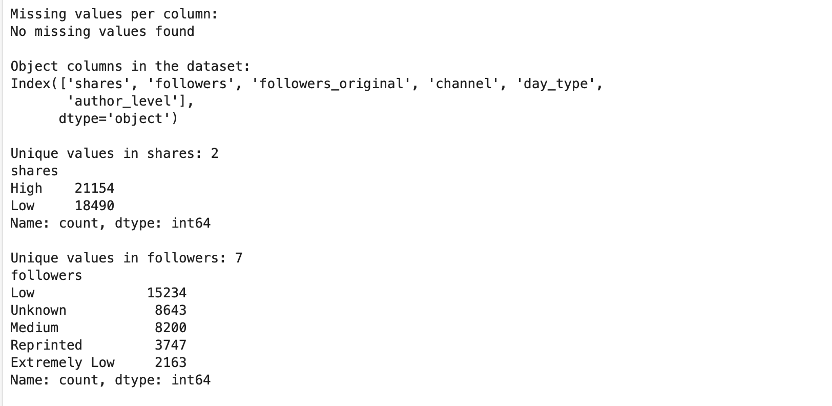 Missing values per column:
No missing values found
Object columns in the dataset:
Index(['shares', 'followers', 'followers_original', 'channel', 'day_type',
'author_level'],
dtype='object')
Unique values in shares: 2
shares
High 21154
Low 18490
Name: count, dtype: int64
Unique values in followers: 7
followers
Low 15234
Unknown 8643
Medium 8200
Reprinted 3747
Extremely Low 2163
Name: count, dtype: int64